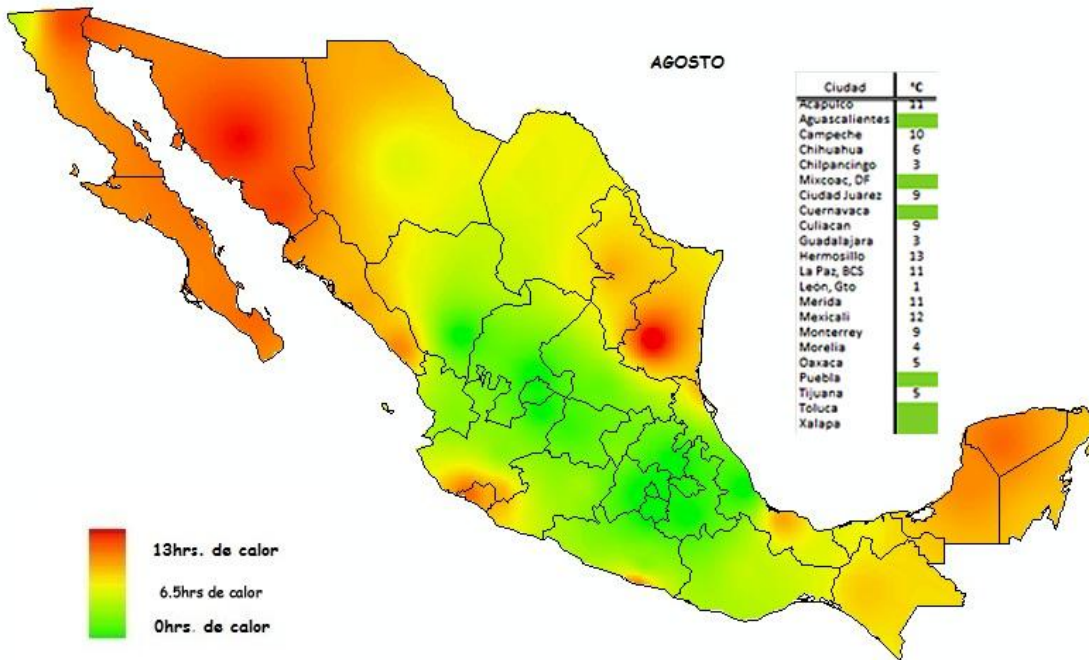 AGOSTO
Ciudad °C
Acapulco 11
Aguascalientes
Campeche 10
Chihuahua 6
Chilpancingo 3
Mixcoac, DF
Ciudad Juarez 9
Cuernavaca
Culiacan 9
Guadalajara 3
Hermosillo 13
La Paz, BCS 11
León, Gto 1
Merida 11
Mexicali 12
Monterrey 9
Morelia 4
Oaxaca 5
Puebla
Tijuana 5
Toluca
Xalapa
13hrs. de calor
6.5hrs de calor
0hrs. de calor